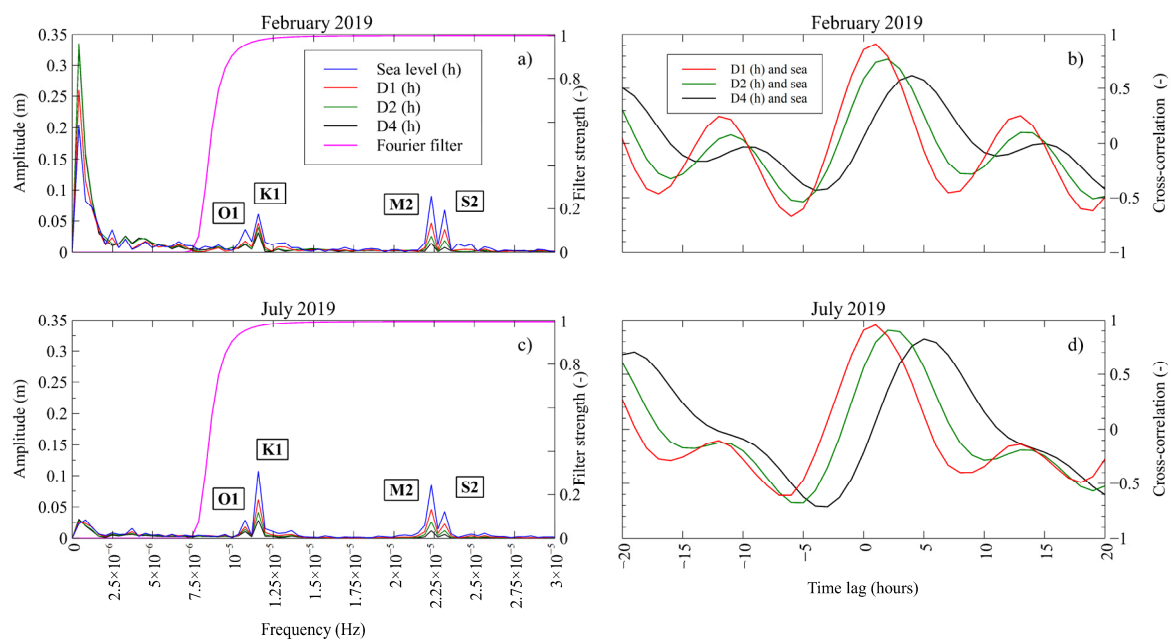 February 2019
a)
Sea level (h)
D1 (h)
D2 (h)
D4 (h)
Fourier filter
O1
K1
M2
S2
Amplitude (m)
0.35
0.3
0.25
0.2
0.15
0.1
0.05
0
Filter strength (-)
1
0.8
0.6
0.4
0.2
0
February 2019
b)
D1 (h) and sea
D2 (h) and sea
D4 (h) and sea
Cross-correlation (-)
1
0.5
0
−0.5
−1
July 2019
c)
O1
K1
M2
S2
Amplitude (m)
0.35
0.3
0.25
0.2
0.15
0.1
0.05
0
Filter strength (-)
1
0.8
0.6
0.4
0.2
0
0
2.5×10⁻⁶
5×10⁻⁶
7.5×10⁻⁶
10⁻⁵
1.25×10⁻⁵
1.5×10⁻⁵
1.75×10⁻⁵
2×10⁻⁵
2.25×10⁻⁵
2.5×10⁻⁵
2.75×10⁻⁵
3×10⁻⁵
Frequency (Hz)
July 2019
d)
Cross-correlation (-)
1
0.5
0
−0.5
−1
−20
−15
−10
−5
0
5
10
15
20
Time lag (hours)